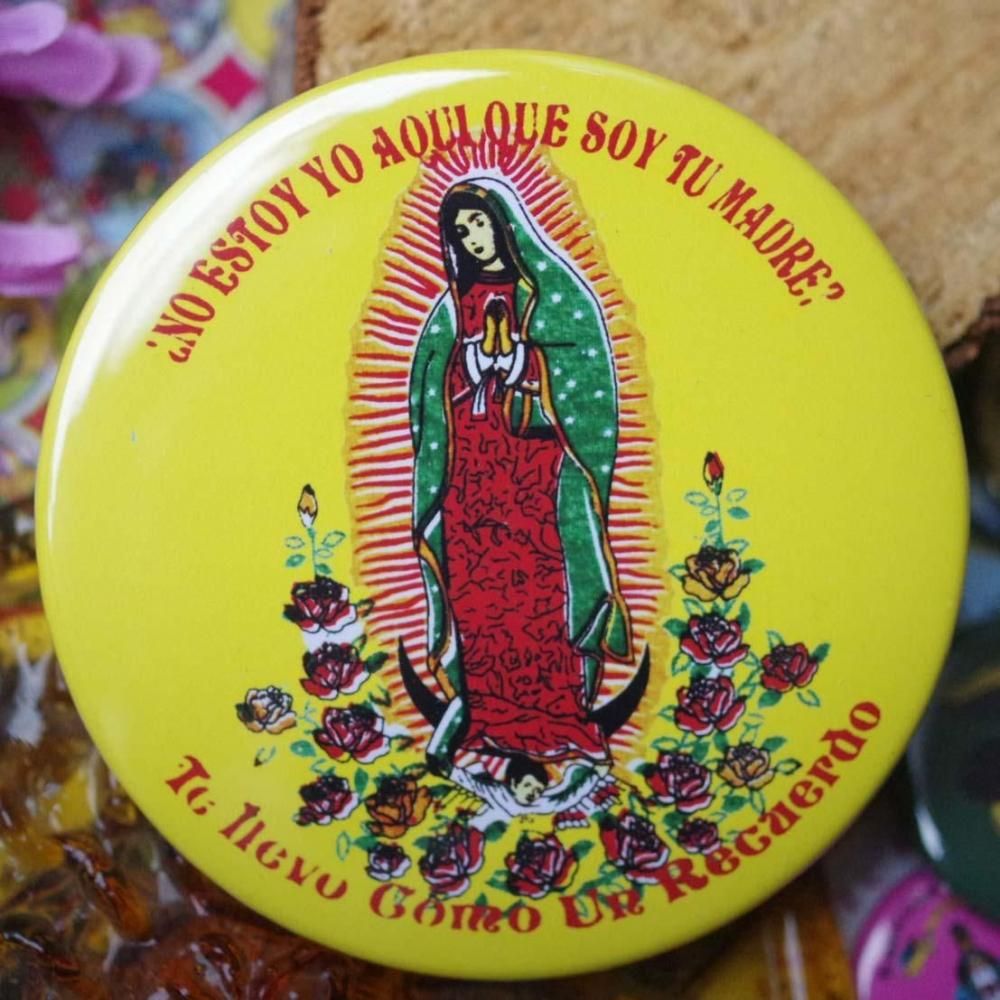 ¿NO ESTOY YO AQUI QUE SOY TU MADRE?
Te llevo Como Un Recuerdo